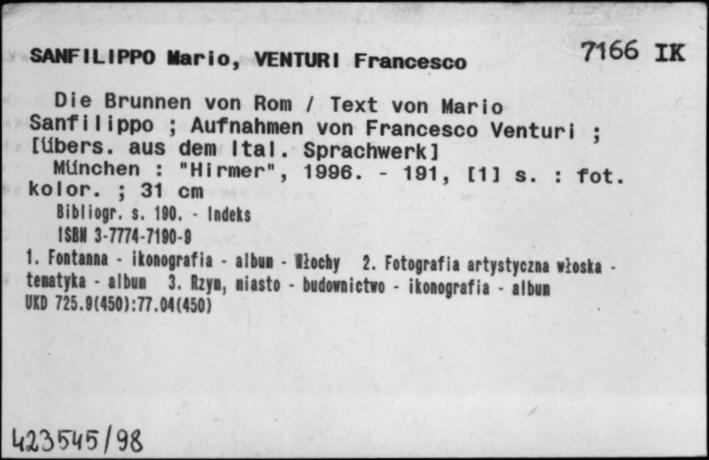 SANFILIPPO Mario, VENTURI Francesco 7166 IK
Die Brunnen von Rom / Text von Mario
Sanfilippo ; Aufnahmen von Francesco Venturi ;
[Übers. aus dem Ital. Sprachwerk]
München : "Hirmer", 1996. - 191, [1] s. : fot.
kolor. ; 31 cm
Bibliogr. s. 190. - Indeks
ISBN 3-7774-7190-9
1. Fontanna - ikonografia - album - Włochy 2. Fotografia artystyczna włoska -
tematyka - album 3. Rzym, miasto - budownictwo - ikonografia - album
UKD 725.9(450):77.04(450)
423545/98